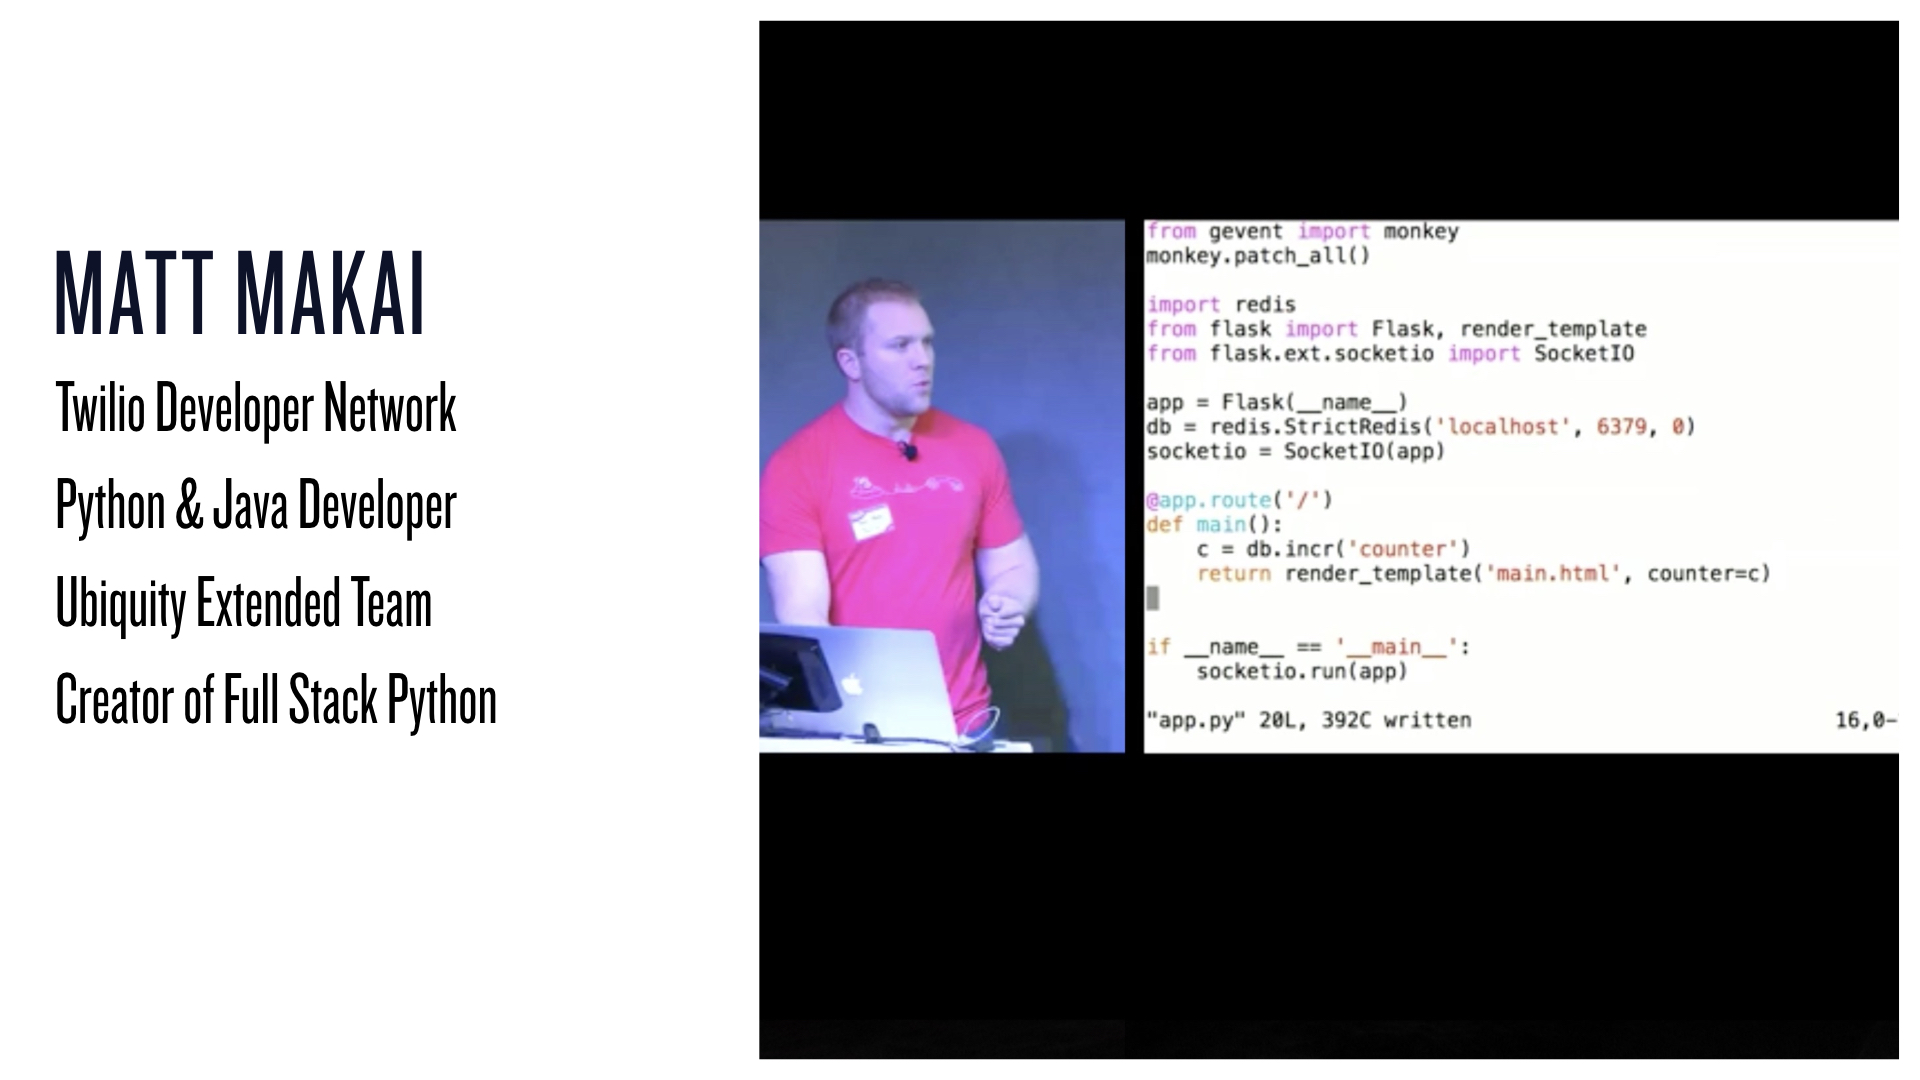 MATT MAKAI
Twilio Developer Network
Python & Java Developer
Ubiquity Extended Team
Creator of Full Stack Python
from gevent import monkey
monkey.patch_all()
import redis
from flask import Flask, render_template
from flask.ext.socketio import SocketIO
app = Flask(__name__)
db = redis.StrictRedis('localhost', 6379, 0)
socketio = SocketIO(app)
@app.route('/')
def main():
    c = db.incr('counter')
    return render_template('main.html', counter=c)
if __name__ == '__main__':
    socketio.run(app)
"app.py" 20L, 392C written 16,0-